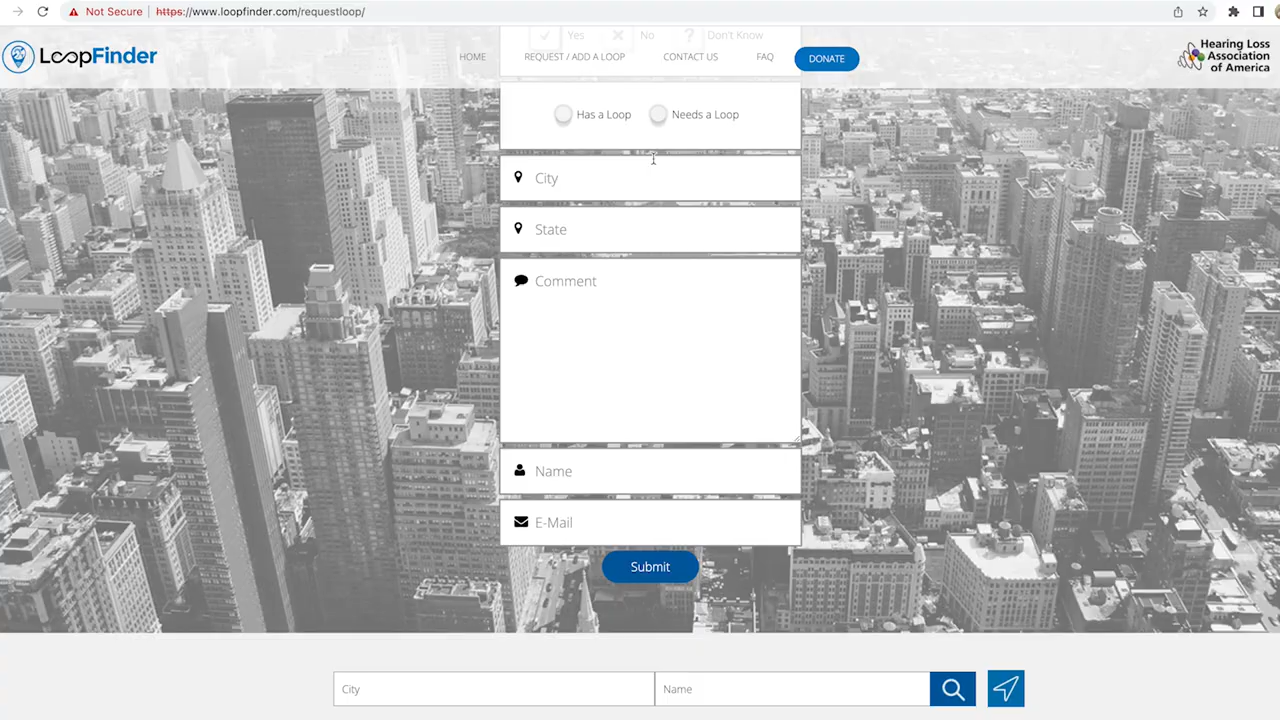 Not Secure https://www.loopfinder.com/requestloop/
Yes No ? Don't Know
LoopFinder
HOME REQUEST / ADD A LOOP CONTACT US FAQ DONATE
Hearing Loss
Association
of America
Has a Loop Needs a Loop
City
State
Comment
Name
E-Mail
Submit
City Name